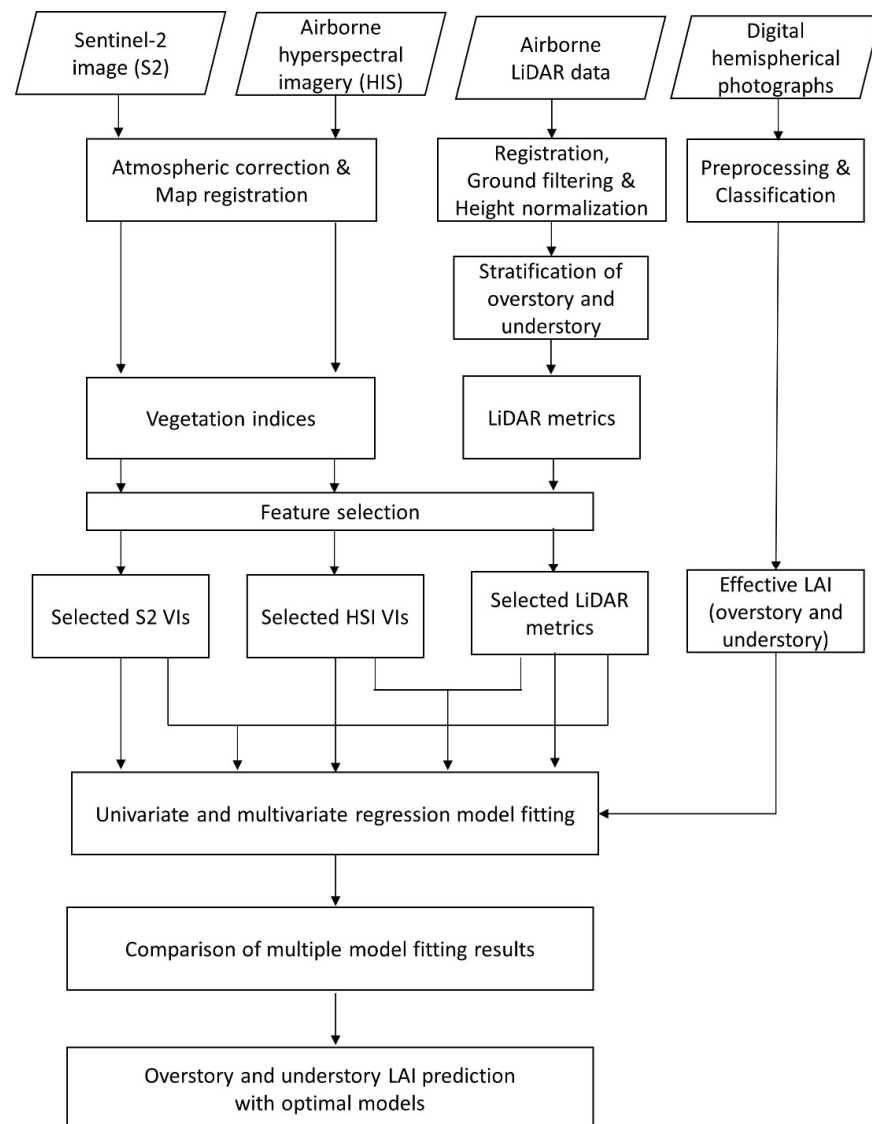 Sentinel-2
image (S2)
Airborne
hyperspectral
imagery (HIS)
Airborne
LiDAR data
Digital
hemispherical
photographs
Atmospheric correction &
Map registration
Registration,
Ground filtering &
Height normalization
Preprocessing &
Classification
Stratification of
overstory and
understory
Vegetation indices
LiDAR metrics
Feature selection
Selected S2 VIs
Selected HSI VIs
Selected LiDAR
metrics
Effective LAI
(overstory and
understory)
Univariate and multivariate regression model fitting
Comparison of multiple model fitting results
Overstory and understory LAI prediction
with optimal models